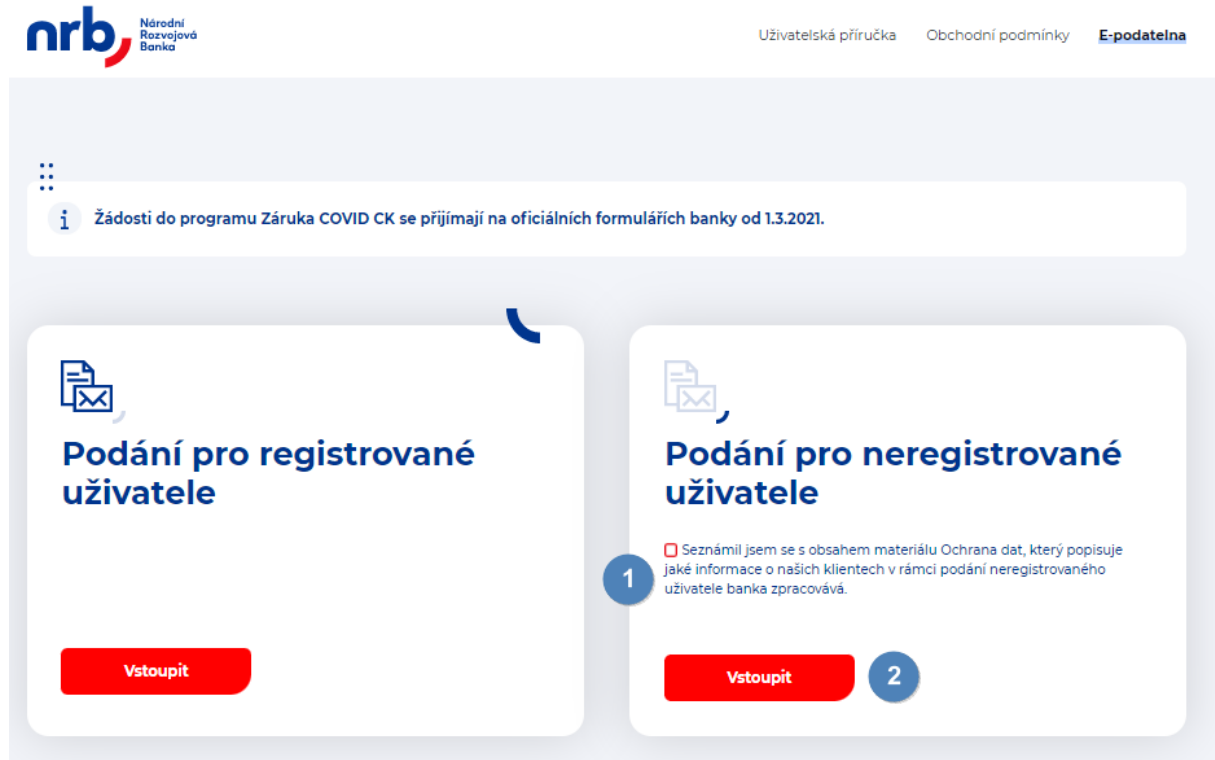 nrb Národní
Rozvojová
Banka
Uživatelská příručka Obchodní podmínky E-podatelna
i Žádosti do programu Záruka COVID CK se přijímají na oficiálních formulářích banky od 1.3.2021.
Podání pro registrované
uživatele
Vstoupit
Podání pro neregistrované
uživatele
Seznámil jsem se s obsahem materiálu Ochrana dat, který popisuje
jaké informace o našich klientech v rámci podání neregistrovaného
uživatele banka zpracovává.
1
Vstoupit
2